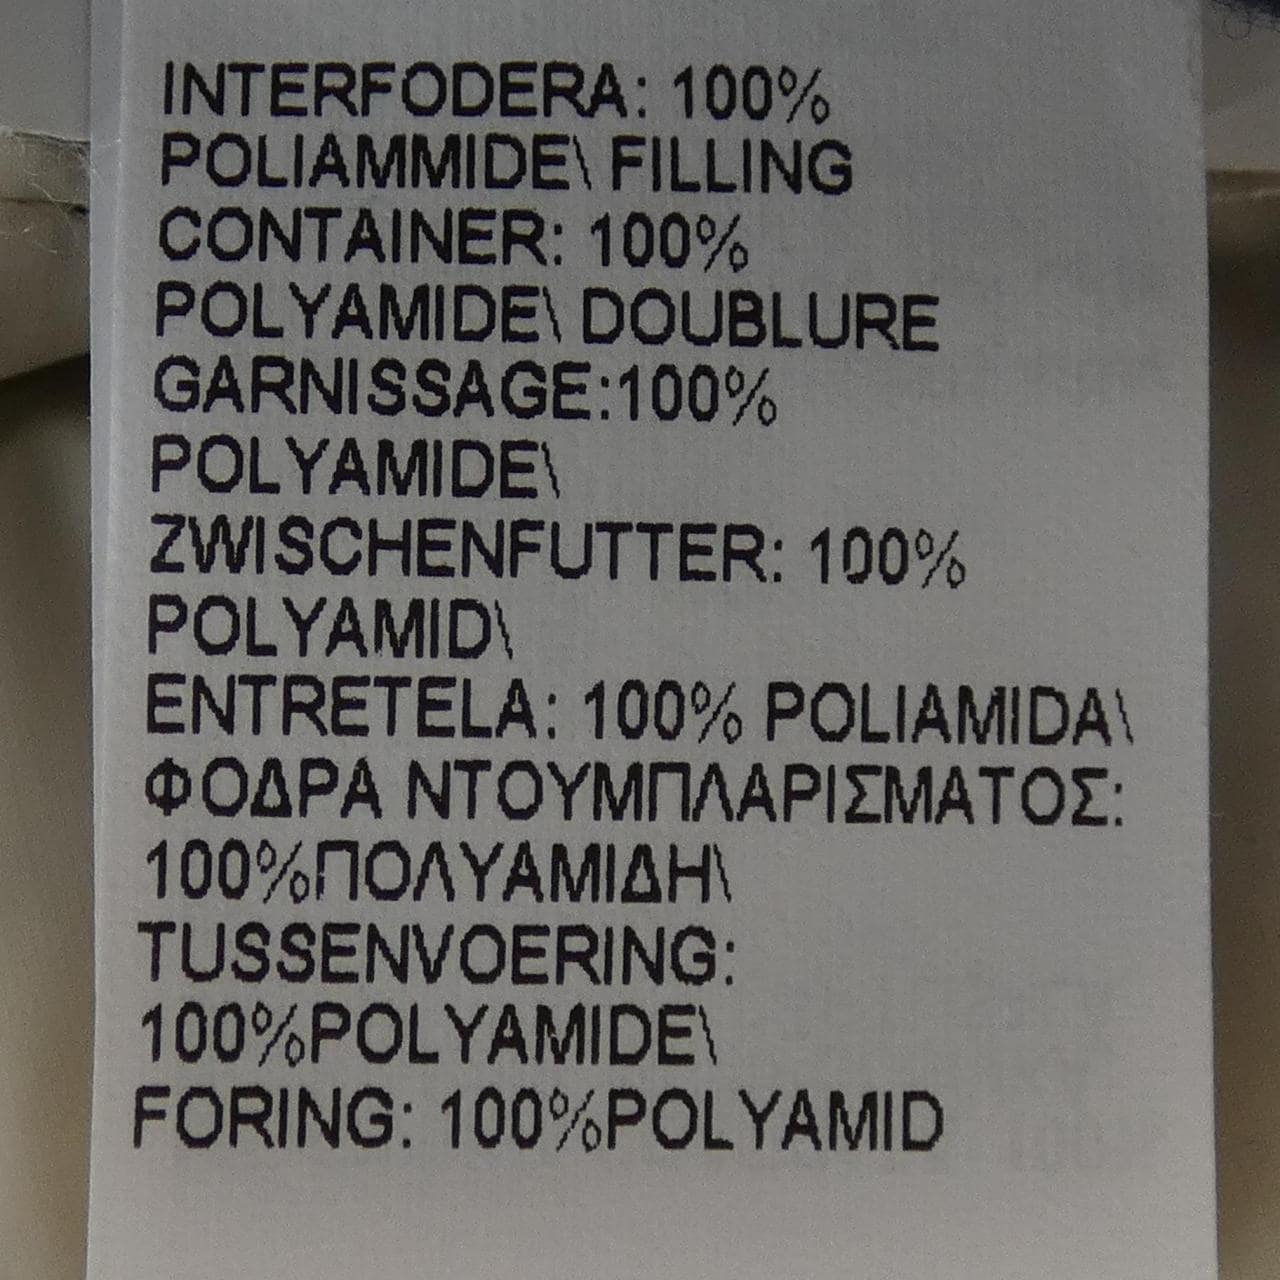 INTERFODERA: 100%
POLIAMMIDE\ FILLING
CONTAINER: 100%
POLYAMIDE\ DOUBLURE
GARNISSAGE:100%
POLYAMIDE\
ZWISCHENFUTTER: 100%
POLYAMID\
ENTRETELA: 100% POLIAMIDA\
ΦΟΔΡΑ ΝΤΟΥΜΠΛΑΡΙΣΜΑΤΟΣ:
100%ΠΟΛΥΑΜΙΔΗ\
TUSSENVOERING:
100%POLYAMIDE\
FORING: 100%POLYAMID